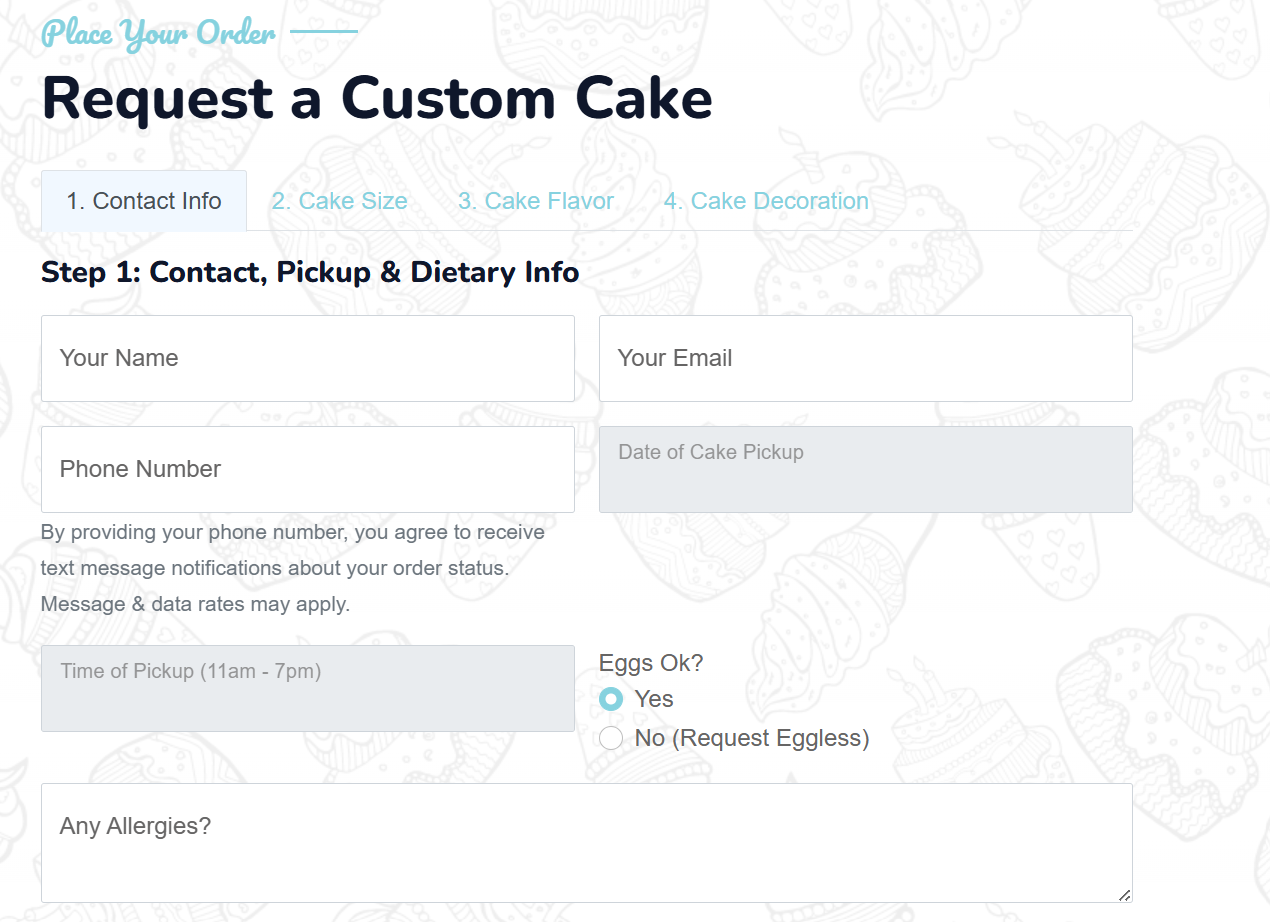 Place Your Order
Request a Custom Cake
1. Contact Info 2. Cake Size 3. Cake Flavor 4. Cake Decoration
Step 1: Contact, Pickup & Dietary Info
Your Name Your Email
Phone Number Date of Cake Pickup
By providing your phone number, you agree to receive
text message notifications about your order status.
Message & data rates may apply.
Time of Pickup (11am - 7pm) Eggs Ok?
Yes
No (Request Eggless)
Any Allergies?